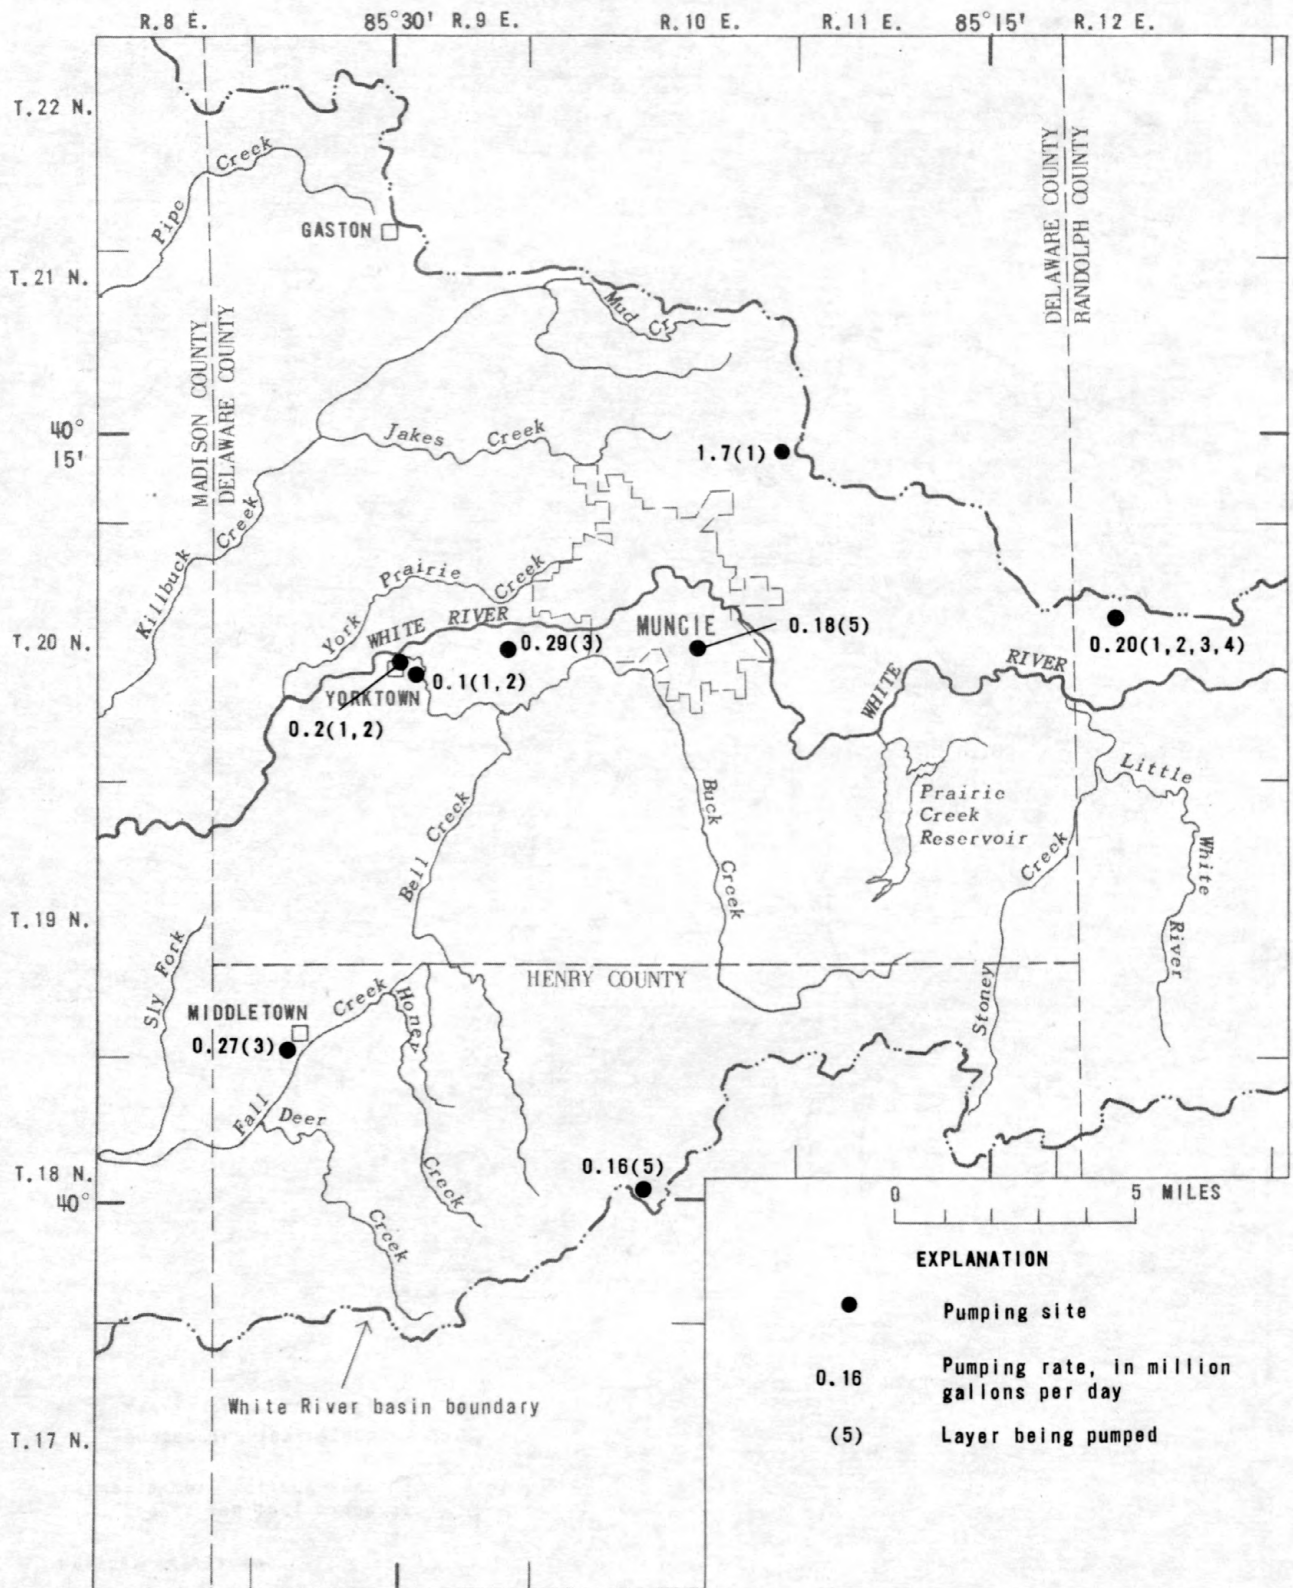 R.8 E.
85°30'
R.9 E.
R.10 E.
R.11 E.
85°15'
R.12 E.
T.22 N.
Pipe Creek
GASTON
DELAWARE COUNTY
RANDOLPH COUNTY
T.21 N.
Mud Cr
MADISON COUNTY
DELAWARE COUNTY
40°
15'
Jakes Creek
1.7(1)
Killbuck Creek
York Prairie Creek
WHITE RIVER
T.20 N.
MUNCIE
0.18(5)
0.29(3)
0.20(1,2,3,4)
WHITE RIVER
0.1(1,2)
YORKTOWN
0.2(1,2)
Little White River
Prairie
Creek
Reservoir
Bell Creek
Buck Creek
Stoney Creek
T.19 N.
Sly Fork
HENRY COUNTY
MIDDLETOWN
0.27(3)
Fall Creek
Honey Creek
Deer Creek
T.18 N.
40°
0.16(5)
0 5 MILES
EXPLANATION
Pumping site
0.16 Pumping rate, in million
gallons per day
(5) Layer being pumped
White River basin boundary
T.17 N.